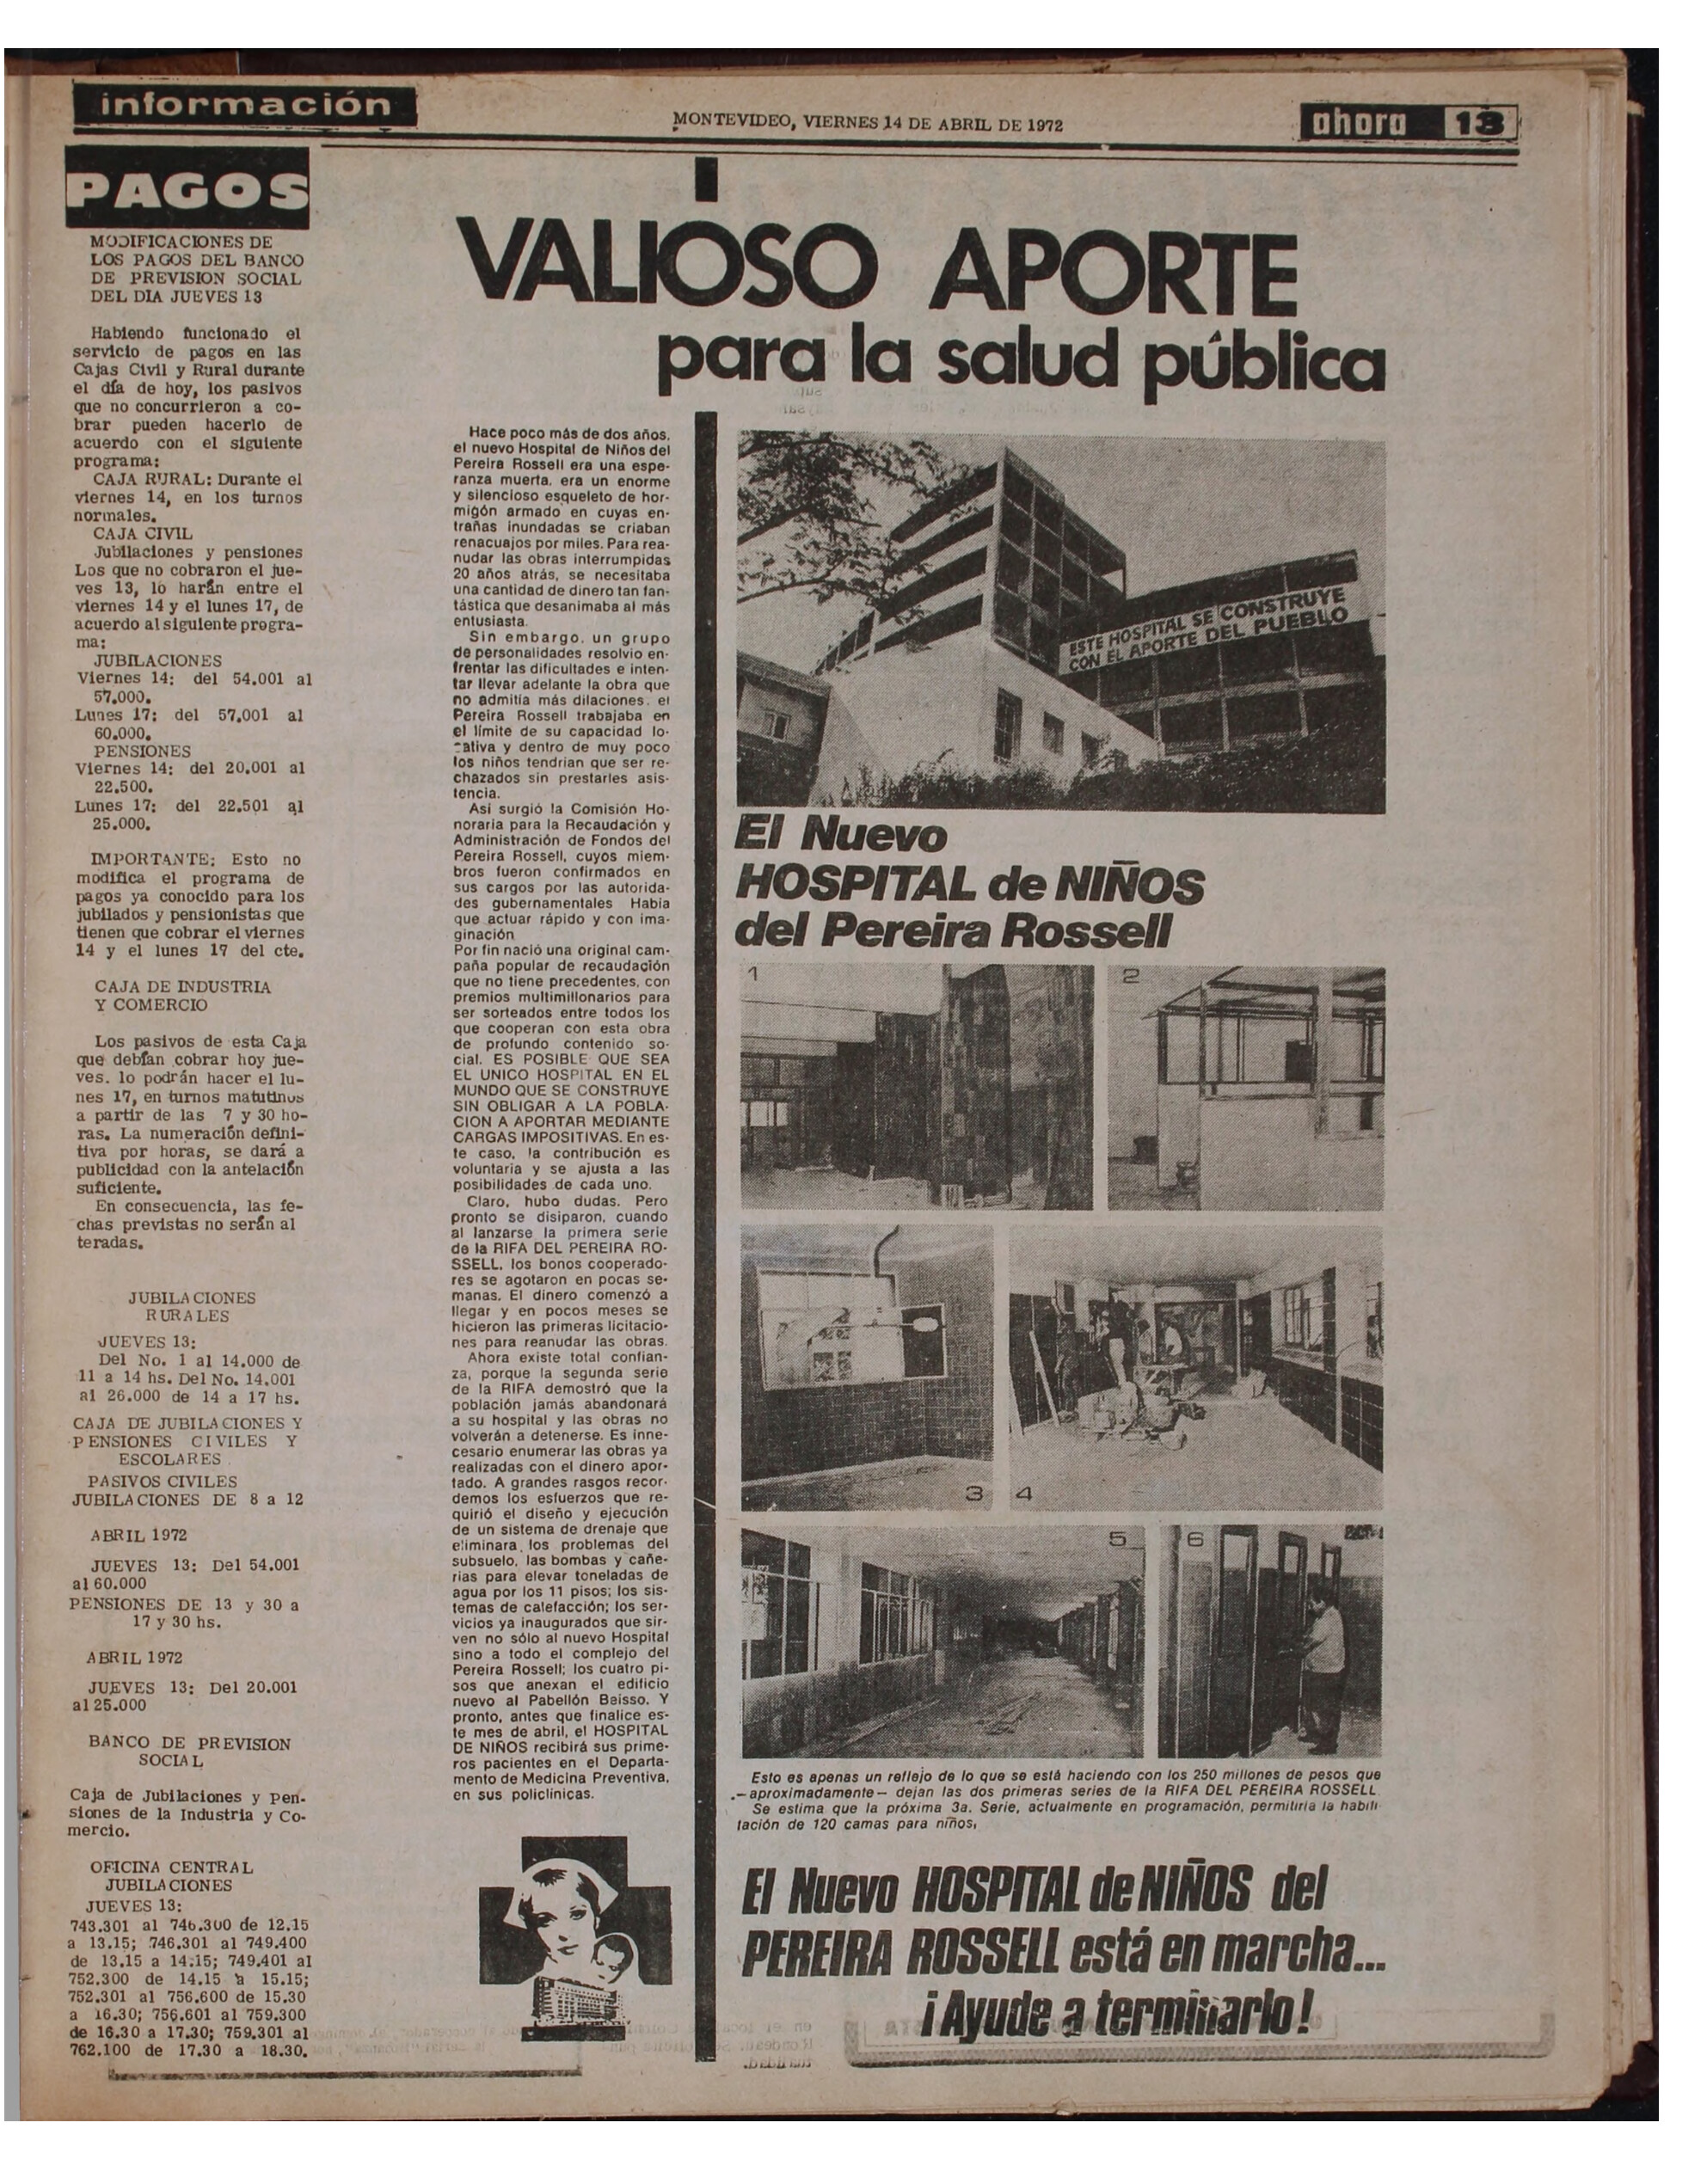 información
MONTEVIDEO, VIERNES 14 DE ABRIL DE 1972
ahora 13
PAGOS
MODIFICACIONES DE
LOS PAGOS DEL BANCO
DE PREVISION SOCIAL
DEL DIA JUEVES 13
Habiendo funcionado el
servicio de pagos en las
Cajas Civil y Rural durante
el día de hoy, los pasivos
que no concurrieron a co-
brar pueden hacerlo de
acuerdo con el siguiente
programa:
CAJA RURAL: Durante el
viernes 14, en los turnos
normales.
CAJA CIVIL
Jubilaciones y pensiones
Los que no cobraron el jue-
ves 13, lo harán entre el
viernes 14 y el lunes 17, de
acuerdo al siguiente progra-
ma:
JUBILACIONES
Viernes 14: del 54.001 al
57.000.
Lunes 17: del 57.001 al
60.000.
PENSIONES
Viernes 14: del 20.001 al
22.500.
Lunes 17: del 22.501 al
25.000.
IMPORTANTE: Esto no
modifica el programa de
pagos ya conocido para los
jubilados y pensionistas que
tienen que cobrar el viernes
14 y el lunes 17 del cte.
CAJA DE INDUSTRIA
Y COMERCIO
Los pasivos de esta Caja
que debían cobrar hoy jue-
ves. lo podrán hacer el lu-
nes 17, en turnos matutinos
a partir de las 7 y 30 ho-
ras. La numeración defini-
tiva por horas, se dará a
publicidad con la antelación
suficiente.
En consecuencia, las fe-
chas previstas no serán al
teradas.
JUBILACIONES
RURALES
JUEVES 13:
Del No. 1 al 14.000 de
11 a 14 hs. Del No. 14.001
al 26.000 de 14 a 17 hs.
CAJA DE JUBILACIONES Y
PENSIONES CIVILES Y
ESCOLARES
PASIVOS CIVILES
JUBILACIONES DE 8 a 12
ABRIL 1972
JUEVES 13: Del 54.001
al 60.000
PENSIONES DE 13 y 30 a
17 y 30 hs.
ABRIL 1972
JUEVES 13: Del 20.001
al 25.000
BANCO DE PREVISION
SOCIAL
Caja de Jubilaciones y Pen-
siones de la Industria y Co-
mercio.
OFICINA CENTRAL
JUBILACIONES
JUEVES 13:
743.301 al 746.300 de 12.15
a 13.15; 746.301 al 749.400
de 13.15 a 14.15; 749.401 al
752.300 de 14.15 a 15.15;
752.301 al 756.600 de 15.30
a 16.30; 756.601 al 759.300
de 16.30 a 17.30; 759.301 al
762.100 de 17.30 a 18.30.
VALIOSO APORTE
para la salud pública
Hace poco más de dos años,
el nuevo Hospital de Niños del
Pereira Rossell era una espe-
ranza muerta. era un enorme
y silencioso esqueleto de hor-
migón armado en cuyas en-
trañas inundadas se criaban
renacuajos por miles. Para rea-
nudar las obras interrumpidas
20 años atrás, se necesitaba
una cantidad de dinero tan fan-
tástica que desanimaba al más
entusiasta.
Sin embargo, un grupo
de personalidades resolvio en-
frentar las dificultades e inten-
tar llevar adelante la obra que
no admitía más dilaciones: el
Pereira Rossell trabajaba en
el límite de su capacidad lo-
cativa y dentro de muy poco
los niños tendrían que ser re-
chazados sin prestarles asis-
tencia.
Así surgió la Comisión Ho-
noraria para la Recaudación y
Administración de Fondos del
Pereira Rossell, cuyos miem-
bros fueron confirmados en
sus cargos por las autorida-
des gubernamentales Había
que actuar rápido y con ima-
ginación
Por fin nació una original cam-
paña popular de recaudación
que no tiene precedentes, con
premios multimillonarios para
ser sorteados entre todos los
que cooperan con esta obra
de profundo contenido so-
cial. ES POSIBLE QUE SEA
EL UNICO HOSPITAL EN EL
MUNDO QUE SE CONSTRUYE
SIN OBLIGAR A LA POBLA-
CION A APORTAR MEDIANTE
CARGAS IMPOSITIVAS. En es-
te caso, la contribución es
voluntaria y se ajusta a las
posibilidades de cada uno.
Claro, hubo dudas. Pero
pronto se disiparon, cuando
al lanzarse la primera serie
de la RIFA DEL PEREIRA RO-
SSELL, los bonos cooperado-
res se agotaron en pocas se-
manas. El dinero comenzó a
llegar y en pocos meses se
hicieron las primeras licitacio-
nes para reanudar las obras.
Ahora existe total confian-
za, porque la segunda serie
de la RIFA demostró que la
población jamás abandonará
a su hospital y las obras no
volverán a detenerse. Es inne-
cesario enumerar las obras ya
realizadas con el dinero apor-
tado. A grandes rasgos recor-
demos los esfuerzos que re-
quirió el diseño y ejecución
de un sistema de drenaje que
eliminara los problemas del
subsuelo, las bombas y cañe-
rías para elevar toneladas de
agua por los 11 pisos; los sis-
temas de calefacción; los ser-
vicios ya inaugurados que sir-
ven no sólo al nuevo Hospital
sino a todo el complejo del
Pereira Rossell; los cuatro pi-
sos que anexan el edificio
nuevo al Pabellón Beisso. Y
pronto, antes que finalice es-
te mes de abril, el HOSPITAL
DE NIÑOS recibirá sus prime-
ros pacientes en el Departa-
mento de Medicina Preventiva,
en sus policlínicas.
ESTE HOSPITAL SE CONSTRUYE
CON EL APORTE DEL PUEBLO
El Nuevo
HOSPITAL de NIÑOS
del Pereira Rossell
1
2
3
4
5
6
Esto es apenas un reflejo de lo que se está haciendo con los 250 millones de pesos que
—aproximadamente— dejan las dos primeras series de la RIFA DEL PEREIRA ROSSELL
Se estima que la próxima 3a. Serie, actualmente en programación, permitiría la habili
tación de 120 camas para niños,
El Nuevo HOSPITAL de NIÑOS del
PEREIRA ROSSELL está en marcha...
¡Ayude a terminarlo!